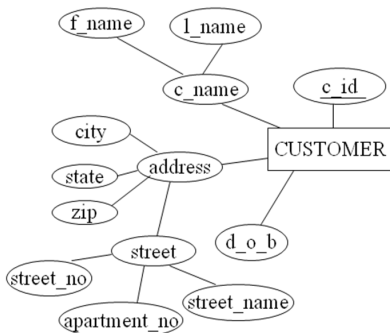 f_name
l_name
c_name
c_id
city
CUSTOMER
state
address
zip
d_o_b
street
street_no
street_name
apartment_no